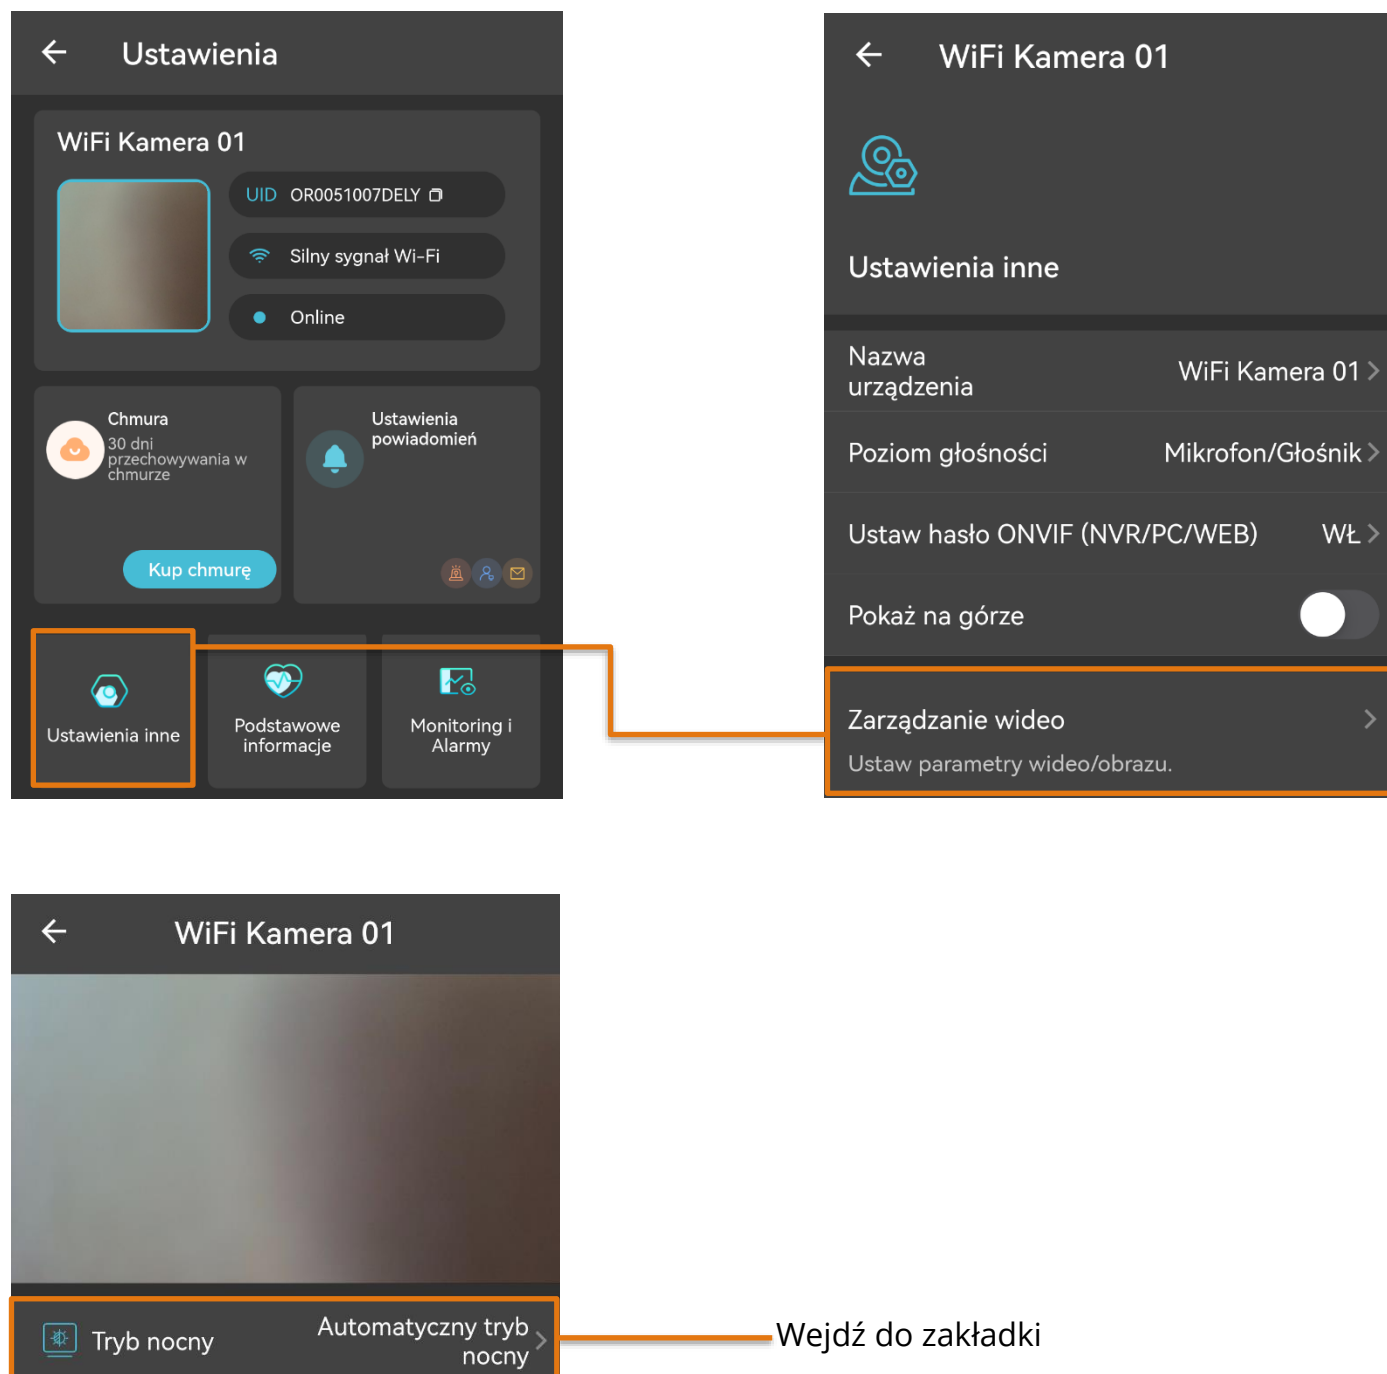 Ustawienia
WiFi Kamera 01
UID OR0051007DELY
Silny sygnał Wi-Fi
Online
Chmura
30 dni
przechowywania w
chmurze
Kup chmurę
Ustawienia
powiadomień
Ustawienia inne
Podstawowe
informacje
Monitoring i
Alarmy
WiFi Kamera 01
Ustawienia inne
Nazwa
urządzenia
WiFi Kamera 01
Poziom głośności Mikrofon/Głośnik
Ustaw hasło ONVIF (NVR/PC/WEB) WŁ
Pokaż na górze
Zarządzanie wideo
Ustaw parametry wideo/obrazu.
WiFi Kamera 01
Tryb nocny
Automatyczny tryb
nocny
Wejdź do zakładki